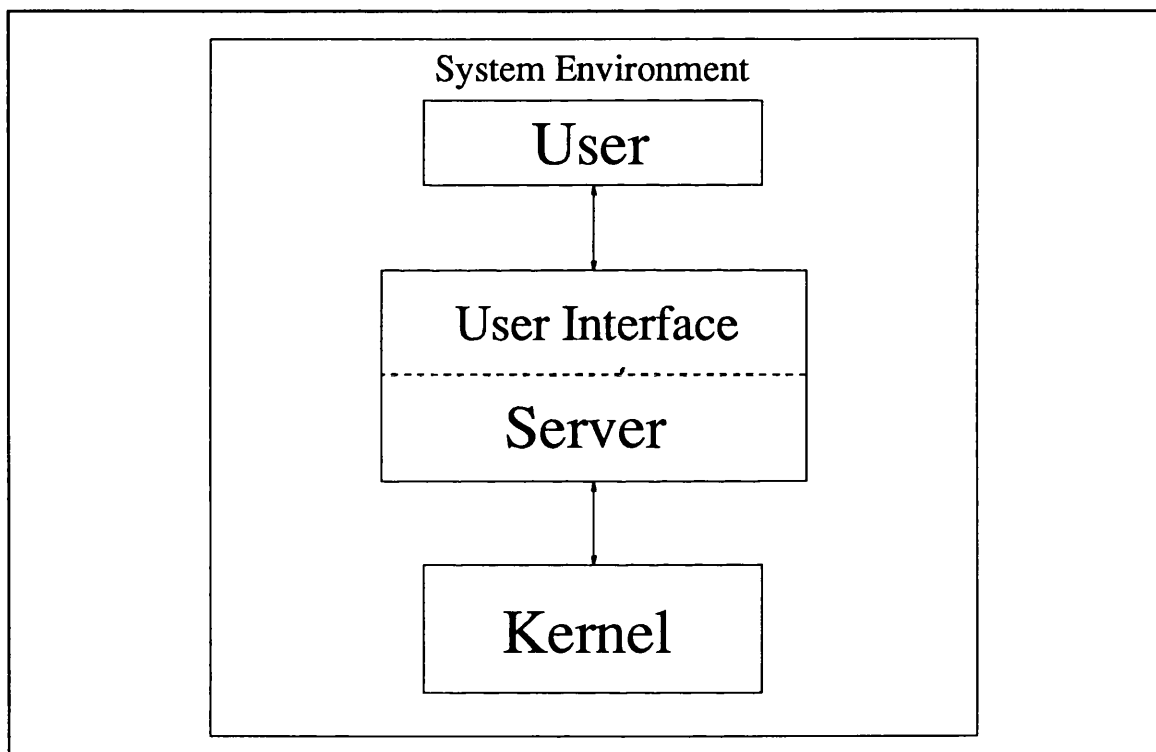 System Environment
User
User Interface
Server
Kernel